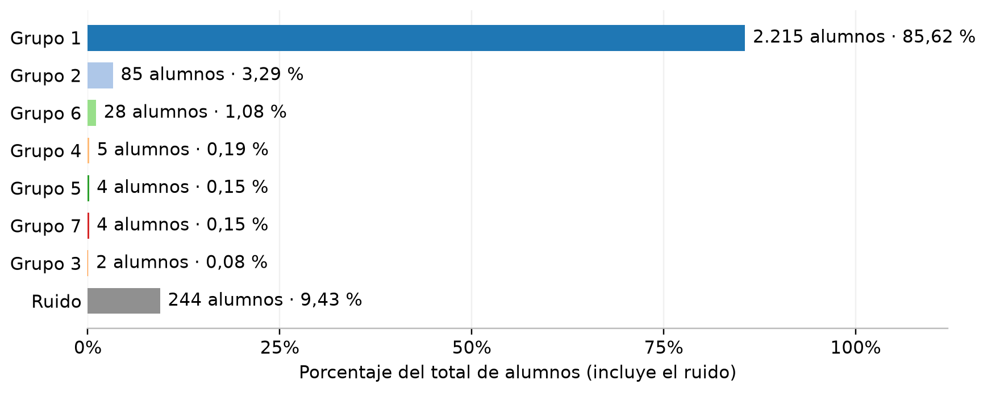 Grupo 1 2.215 alumnos · 85,62 %
Grupo 2 85 alumnos · 3,29 %
Grupo 6 28 alumnos · 1,08 %
Grupo 4 5 alumnos · 0,19 %
Grupo 5 4 alumnos · 0,15 %
Grupo 7 4 alumnos · 0,15 %
Grupo 3 2 alumnos · 0,08 %
Ruido 244 alumnos · 9,43 %
0% 25% 50% 75% 100%
Porcentaje del total de alumnos (incluye el ruido)